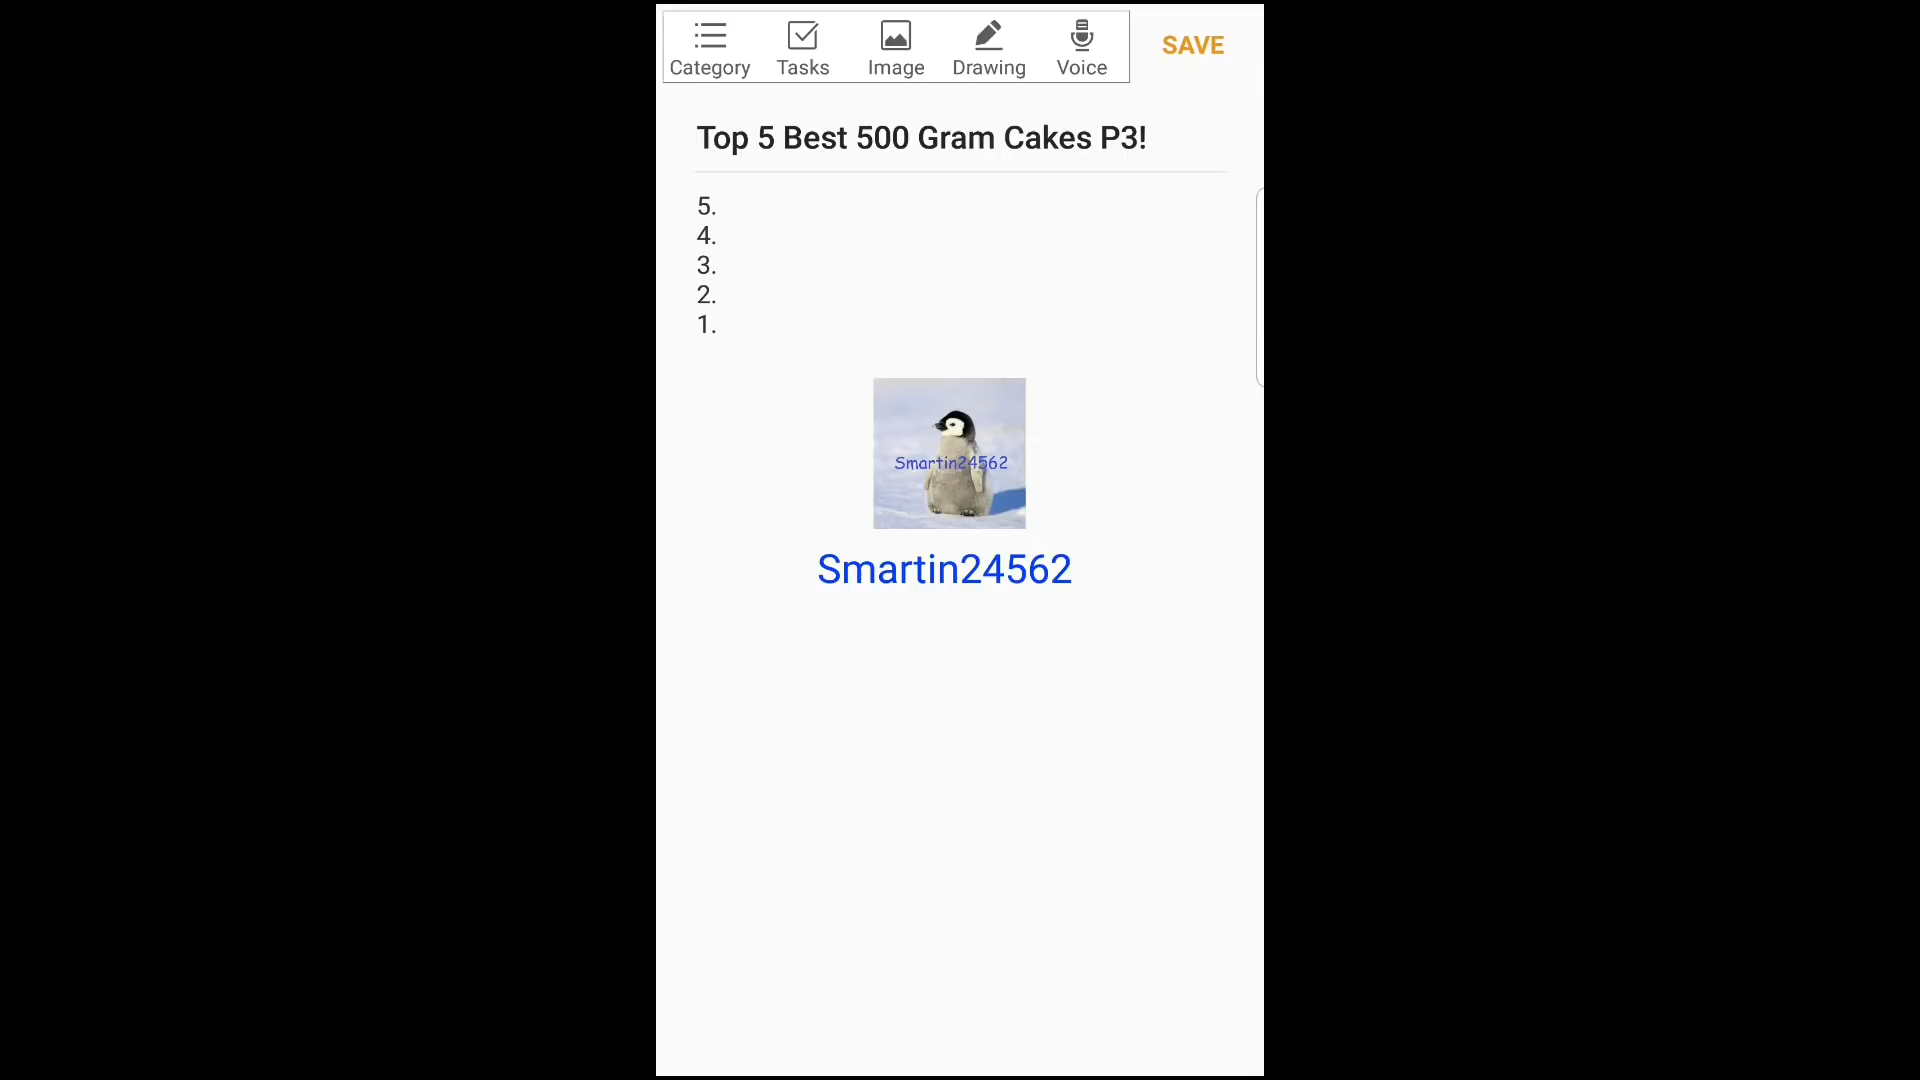 Category Tasks Image Drawing Voice SAVE
Top 5 Best 500 Gram Cakes P3!
5.
4.
3.
2.
1.
Smartin24562
Smartin24562